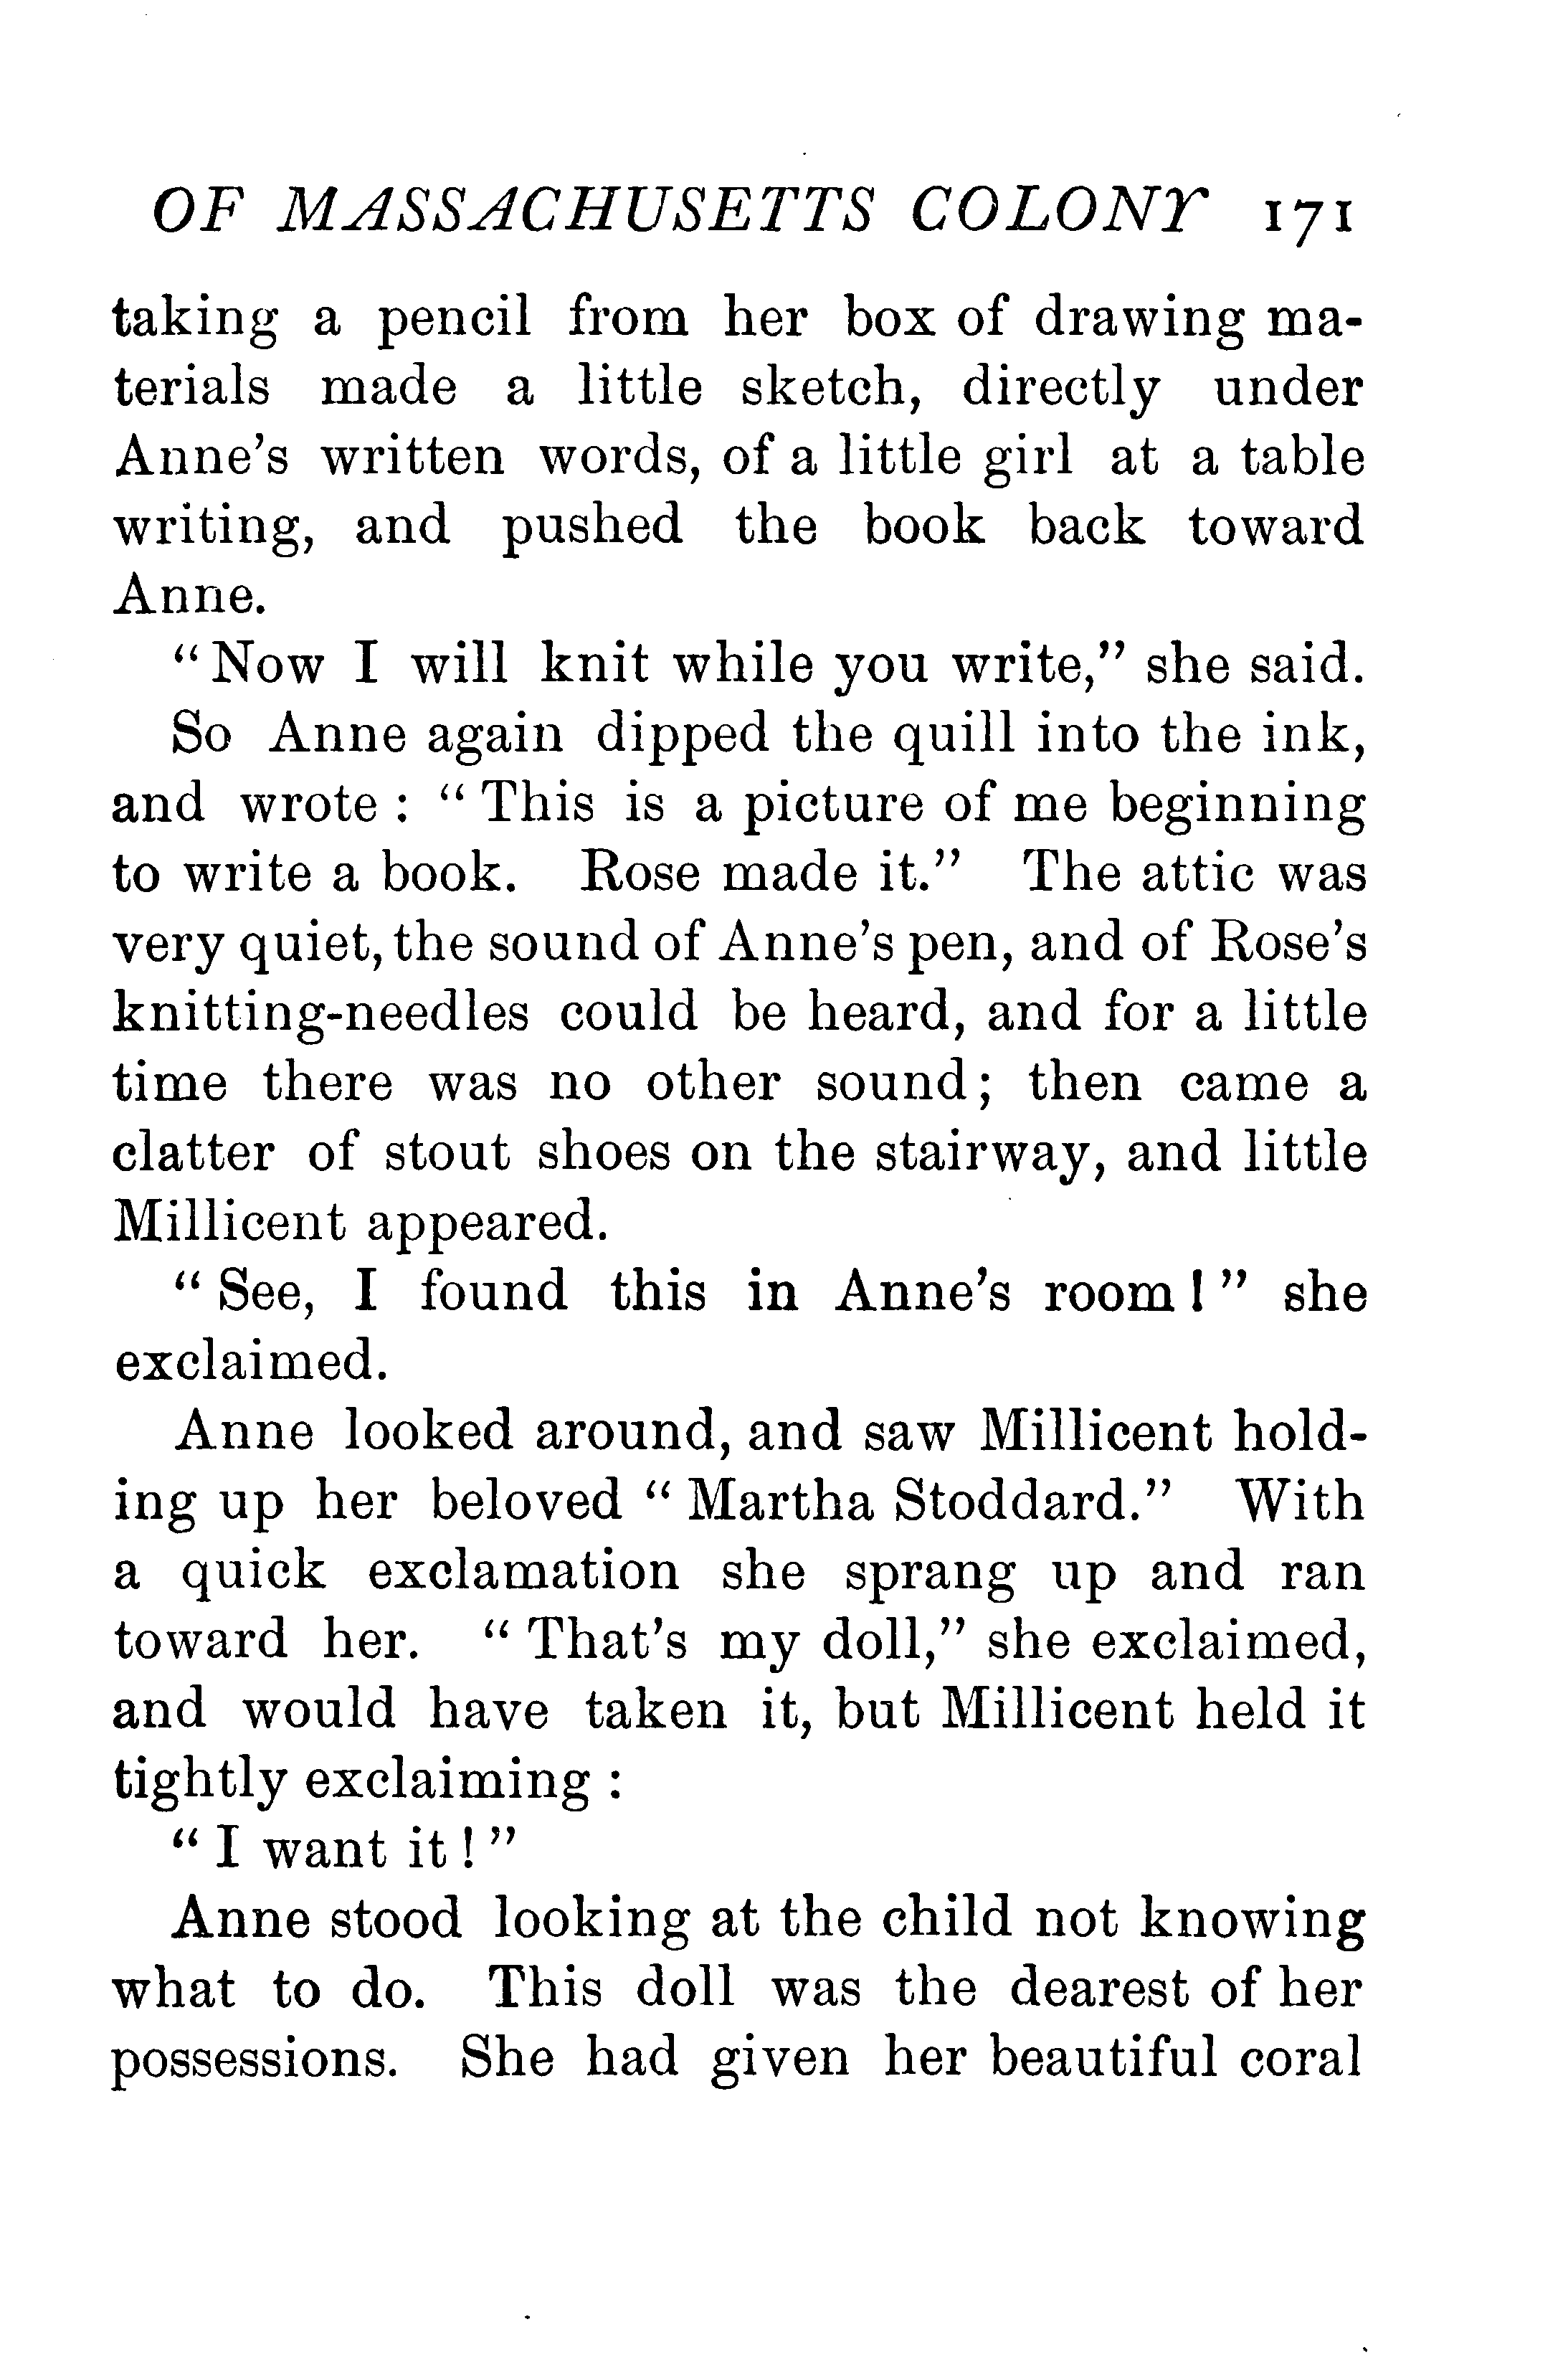 OF MASSACHUSETTS COLONY 171
taking a pencil from her box of drawing ma-
terials made a little sketch, directly under
Anne's written words, of a little girl at a table
writing, and pushed the book back toward
Anne.
"Now I will knit while you write," she said.
So Anne again dipped the quill into the ink,
and wrote : "This is a picture of me beginning
to write a book. Rose made it." The attic was
very quiet, the sound of Anne's pen, and of Rose's
knitting-needles could be heard, and for a little
time there was no other sound; then came a
clatter of stout shoes on the stairway, and little
Millicent appeared.
"See, I found this in Anne's room!" she
exclaimed.
Anne looked around, and saw Millicent hold-
ing up her beloved "Martha Stoddard." With
a quick exclamation she sprang up and ran
toward her. "That's my doll," she exclaimed,
and would have taken it, but Millicent held it
tightly exclaiming :
"I want it!"
Anne stood looking at the child not knowing
what to do. This doll was the dearest of her
possessions. She had given her beautiful coral